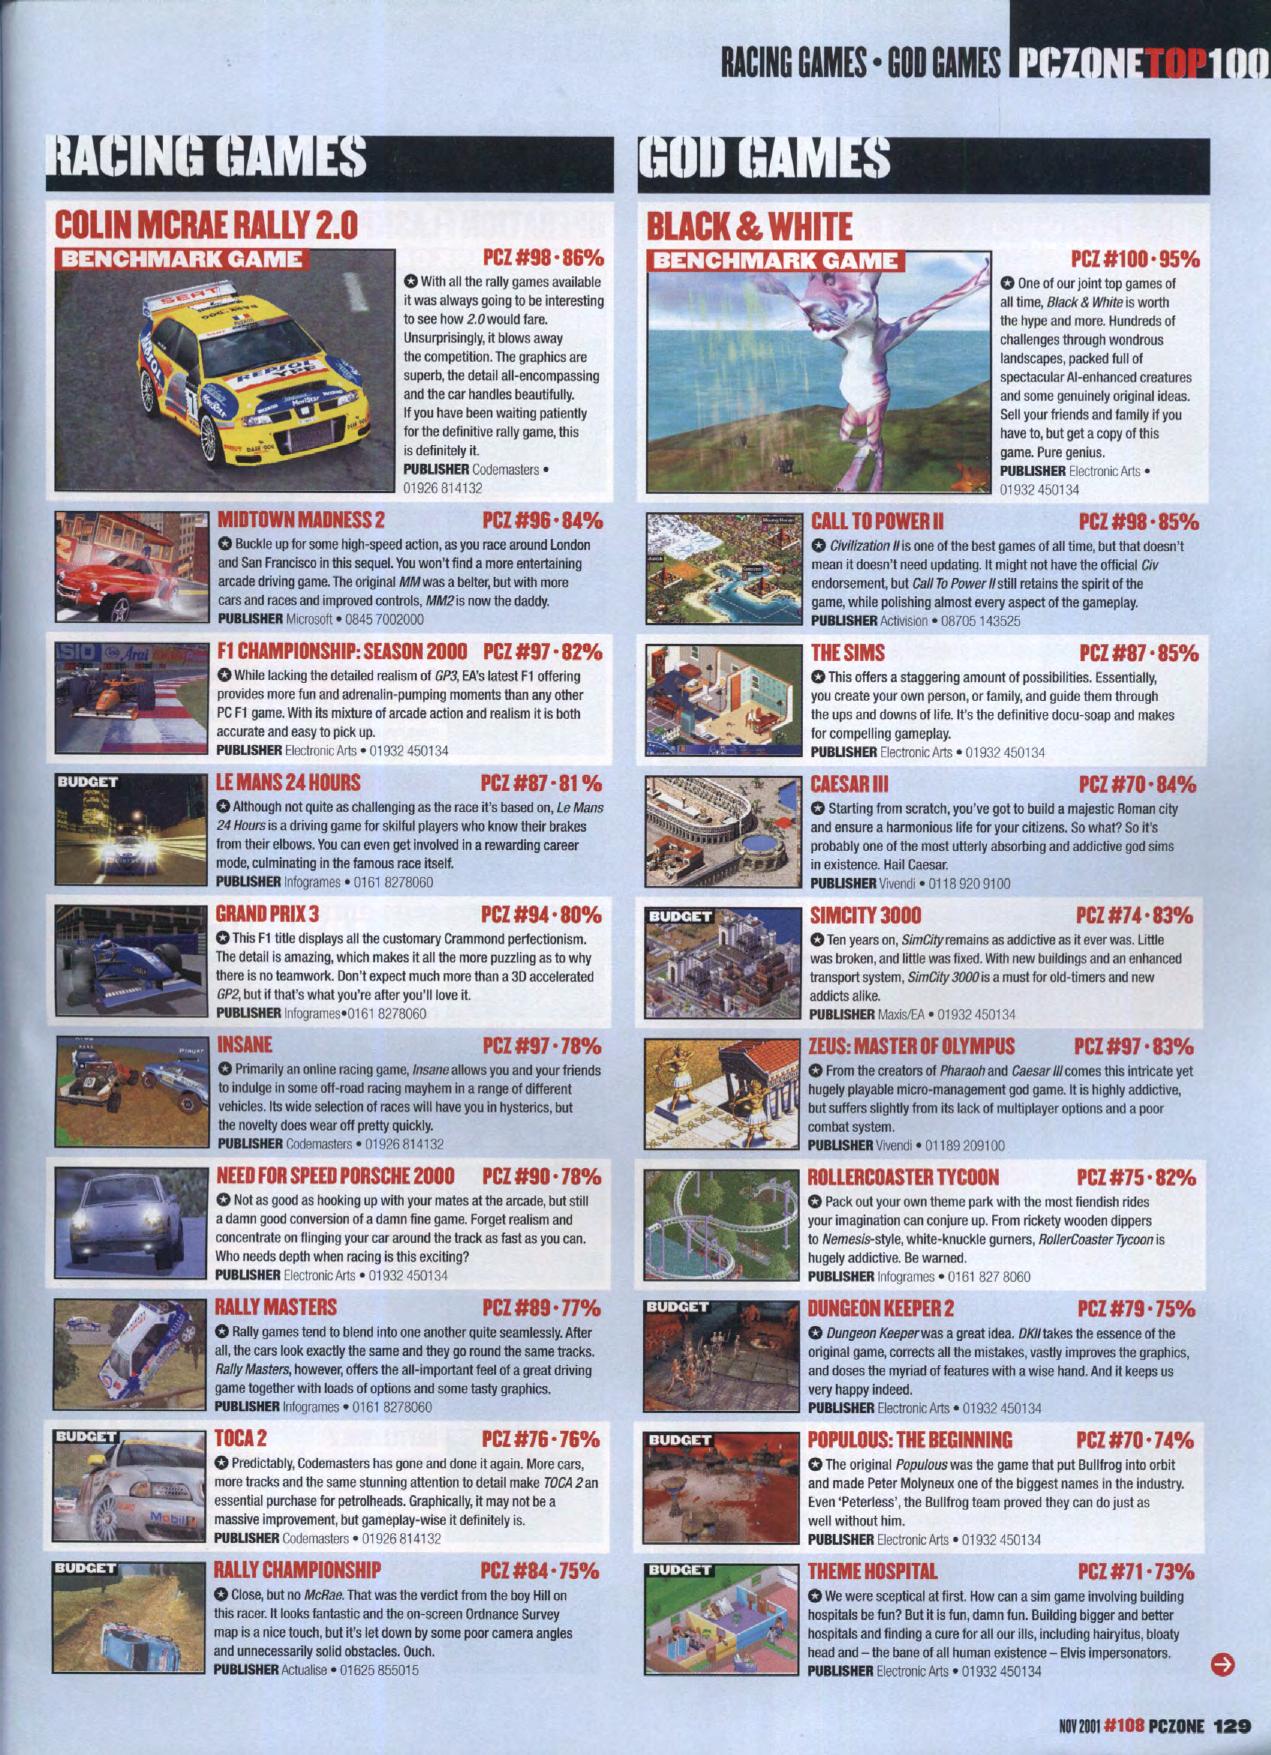 RACING GAMES • GOD GAMES PCZONETOP100
RACING GAMES
COLIN MCRAE RALLY 2.0
BENCHMARK GAME
PCZ #98 • 86%
With all the rally games available
it was always going to be interesting
to see how 2.0 would fare.
Unsurprisingly, it blows away
the competition. The graphics are
superb, the detail all-encompassing
and the car handles beautifully.
If you have been waiting patiently
for the definitive rally game, this
is definitely it.
PUBLISHER Codemasters •
01926 814132
SEAT
REPSOL
YPF
MIDTOWN MADNESS 2 PCZ #96 • 84%
Buckle up for some high-speed action, as you race around London
and San Francisco in this sequel. You won't find a more entertaining
arcade driving game. The original MM was a belter, but with more
cars and races and improved controls, MM2 is now the daddy.
PUBLISHER Microsoft • 0845 7002000
F1 CHAMPIONSHIP: SEASON 2000 PCZ #97 • 82%
While lacking the detailed realism of GP3, EA's latest F1 offering
provides more fun and adrenalin-pumping moments than any other
PC F1 game. With its mixture of arcade action and realism it is both
accurate and easy to pick up.
PUBLISHER Electronic Arts • 01932 450134
Arai
BUDGET
LE MANS 24 HOURS PCZ #87 • 81%
Although not quite as challenging as the race it's based on, Le Mans
24 Hours is a driving game for skilful players who know their brakes
from their elbows. You can even get involved in a rewarding career
mode, culminating in the famous race itself.
PUBLISHER Infogrames • 0161 8278060
GRAND PRIX 3 PCZ #94 • 80%
This F1 title displays all the customary Crammond perfectionism.
The detail is amazing, which makes it all the more puzzling as to why
there is no teamwork. Don't expect much more than a 3D accelerated
GP2, but if that's what you're after you'll love it.
PUBLISHER Infogrames•0161 8278060
INSANE PCZ #97 • 78%
Primarily an online racing game, Insane allows you and your friends
to indulge in some off-road racing mayhem in a range of different
vehicles. Its wide selection of races will have you in hysterics, but
the novelty does wear off pretty quickly.
PUBLISHER Codemasters • 01926 814132
Player
NEED FOR SPEED PORSCHE 2000 PCZ #90 • 78%
Not as good as hooking up with your mates at the arcade, but still
a damn good conversion of a damn fine game. Forget realism and
concentrate on flinging your car around the track as fast as you can.
Who needs depth when racing is this exciting?
PUBLISHER Electronic Arts • 01932 450134
RALLY MASTERS PCZ #89 • 77%
Rally games tend to blend into one another quite seamlessly. After
all, the cars look exactly the same and they go round the same tracks.
Rally Masters, however, offers the all-important feel of a great driving
game together with loads of options and some tasty graphics.
PUBLISHER Infogrames • 0161 8278060
BUDGET
Mobil
TOCA 2 PCZ #76 • 76%
Predictably, Codemasters has gone and done it again. More cars,
more tracks and the same stunning attention to detail make TOCA 2 an
essential purchase for petrolheads. Graphically, it may not be a
massive improvement, but gameplay-wise it definitely is.
PUBLISHER Codemasters • 01926 814132
BUDGET
RALLY CHAMPIONSHIP PCZ #84 • 75%
Close, but no McRae. That was the verdict from the boy Hill on
this racer. It looks fantastic and the on-screen Ordnance Survey
map is a nice touch, but it's let down by some poor camera angles
and unnecessarily solid obstacles. Ouch.
PUBLISHER Actualise • 01625 855015
GOD GAMES
BLACK & WHITE
BENCHMARK GAME
PCZ #100 • 95%
One of our joint top games of
all time, Black & White is worth
the hype and more. Hundreds of
challenges through wondrous
landscapes, packed full of
spectacular AI-enhanced creatures
and some genuinely original ideas.
Sell your friends and family if you
have to, but get a copy of this
game. Pure genius.
PUBLISHER Electronic Arts •
01932 450134
CALL TO POWER II PCZ #98 • 85%
Civilization II is one of the best games of all time, but that doesn't
mean it doesn't need updating. It might not have the official Civ
endorsement, but Call To Power II still retains the spirit of the
game, while polishing almost every aspect of the gameplay.
PUBLISHER Activision • 08705 143525
THE SIMS PCZ #87 • 85%
This offers a staggering amount of possibilities. Essentially,
you create your own person, or family, and guide them through
the ups and downs of life. It's the definitive docu-soap and makes
for compelling gameplay.
PUBLISHER Electronic Arts • 01932 450134
CAESAR III PCZ #70 • 84%
Starting from scratch, you've got to build a majestic Roman city
and ensure a harmonious life for your citizens. So what? So it's
probably one of the most utterly absorbing and addictive god sims
in existence. Hail Caesar.
PUBLISHER Vivendi • 0118 920 9100
BUDGET
SIMCITY 3000 PCZ #74 • 83%
Ten years on, SimCity remains as addictive as it ever was. Little
was broken, and little was fixed. With new buildings and an enhanced
transport system, SimCity 3000 is a must for old-timers and new
addicts alike.
PUBLISHER Maxis/EA • 01932 450134
ZEUS: MASTER OF OLYMPUS PCZ #97 • 83%
From the creators of Pharaoh and Caesar III comes this intricate yet
hugely playable micro-management god game. It is highly addictive,
but suffers slightly from its lack of multiplayer options and a poor
combat system.
PUBLISHER Vivendi • 01189 209100
ROLLERCOASTER TYCOON PCZ #75 • 82%
Pack out your own theme park with the most fiendish rides
your imagination can conjure up. From rickety wooden dippers
to Nemesis-style, white-knuckle gurners, RollerCoaster Tycoon is
hugely addictive. Be warned.
PUBLISHER Infogrames • 0161 827 8060
BUDGET
DUNGEON KEEPER 2 PCZ #79 • 75%
Dungeon Keeper was a great idea. DKII takes the essence of the
original game, corrects all the mistakes, vastly improves the graphics,
and doses the myriad of features with a wise hand. And it keeps us
very happy indeed.
PUBLISHER Electronic Arts • 01932 450134
BUDGET
POPULOUS: THE BEGINNING PCZ #70 • 74%
The original Populous was the game that put Bullfrog into orbit
and made Peter Molyneux one of the biggest names in the industry.
Even 'Peterless', the Bullfrog team proved they can do just as
well without him.
PUBLISHER Electronic Arts • 01932 450134
BUDGET
THEME HOSPITAL PCZ #71 • 73%
We were sceptical at first. How can a sim game involving building
hospitals be fun? But it is fun, damn fun. Building bigger and better
hospitals and finding a cure for all our ills, including hairyitus, bloaty
head and – the bane of all human existence – Elvis impersonators.
PUBLISHER Electronic Arts • 01932 450134
NOV 2001 #108 PCZONE 129